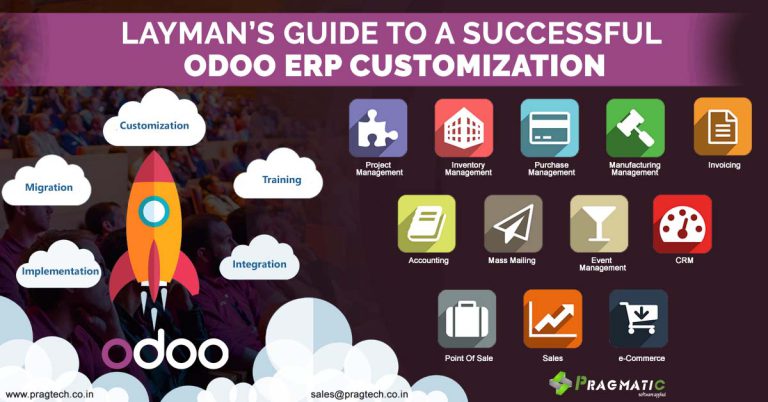 LAYMAN'S GUIDE TO A SUCCESSFUL
ODOO ERP CUSTOMIZATION
Customization
Migration
Training
Implementation
Integration
odoo
Project
Management
Inventory
Management
Purchase
Management
Manufacturing
Management
Invoicing
Accounting
Mass Mailing
Event
Management
CRM
Point Of Sale
Sales
e-Commerce
PRAGMATIC
software applied
www.pragtech.co.in
sales@pragtech.co.in